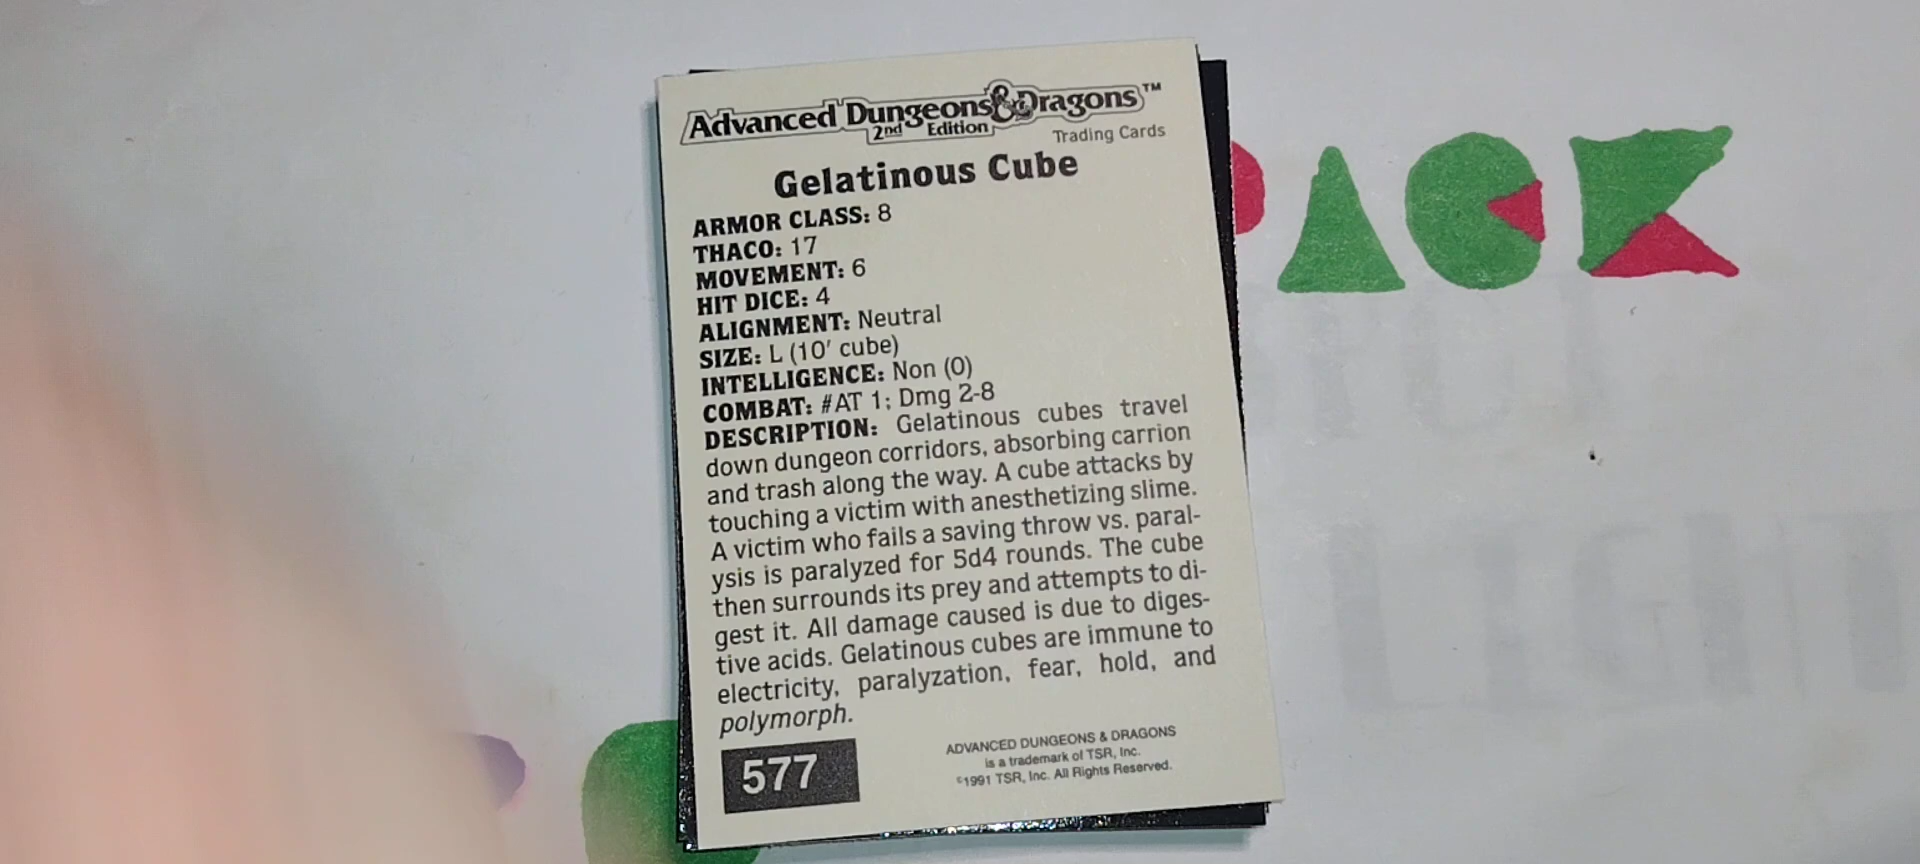 Advanced Dungeons & Dragons™
2nd Edition
Trading Cards
Gelatinous Cube
ARMOR CLASS: 8
THACO: 17
MOVEMENT: 6
HIT DICE: 4
ALIGNMENT: Neutral
SIZE: L (10' cube)
INTELLIGENCE: Non (0)
COMBAT: #AT 1; Dmg 2-8
DESCRIPTION: Gelatinous cubes travel
down dungeon corridors, absorbing carrion
and trash along the way. A cube attacks by
touching a victim with anesthetizing slime.
A victim who fails a saving throw vs. paral-
ysis is paralyzed for 5d4 rounds. The cube
then surrounds its prey and attempts to di-
gest it. All damage caused is due to diges-
tive acids. Gelatinous cubes are immune to
electricity, paralyzation, fear, hold, and
polymorph.
577
ADVANCED DUNGEONS & DRAGONS
is a trademark of TSR, Inc.
©1991 TSR, Inc. All Rights Reserved.
PACK